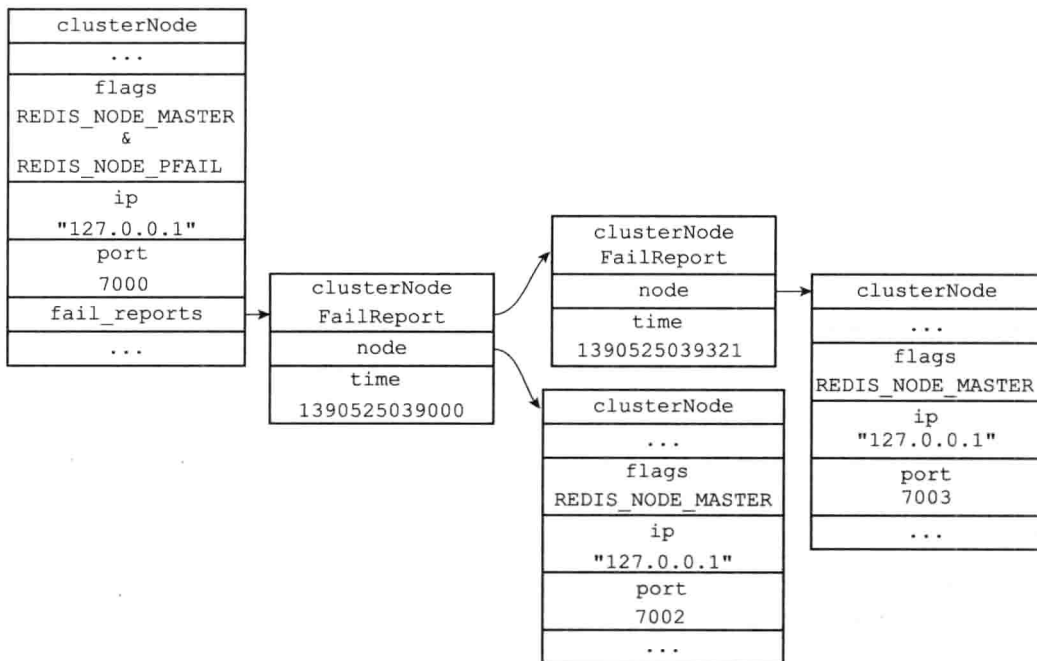 clusterNode
...
flags
REDIS_NODE_MASTER
&
REDIS_NODE_PFAIL
ip
"127.0.0.1"
port
7000
fail_reports
...
clusterNode
FailReport
node
time
1390525039000
clusterNode
FailReport
node
time
1390525039321
clusterNode
...
flags
REDIS_NODE_MASTER
ip
"127.0.0.1"
port
7002
...
clusterNode
...
flags
REDIS_NODE_MASTER
ip
"127.0.0.1"
port
7003
...